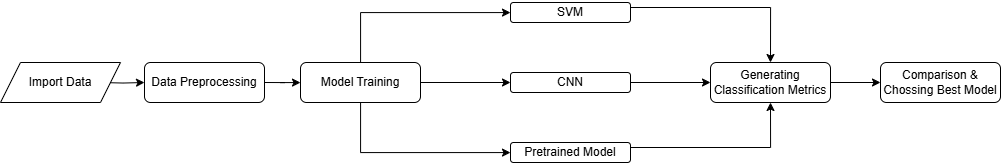 Import Data
Data Preprocessing
Model Training
SVM
CNN
Pretrained Model
Generating
Classification Metrics
Comparison &
Chossing Best Model